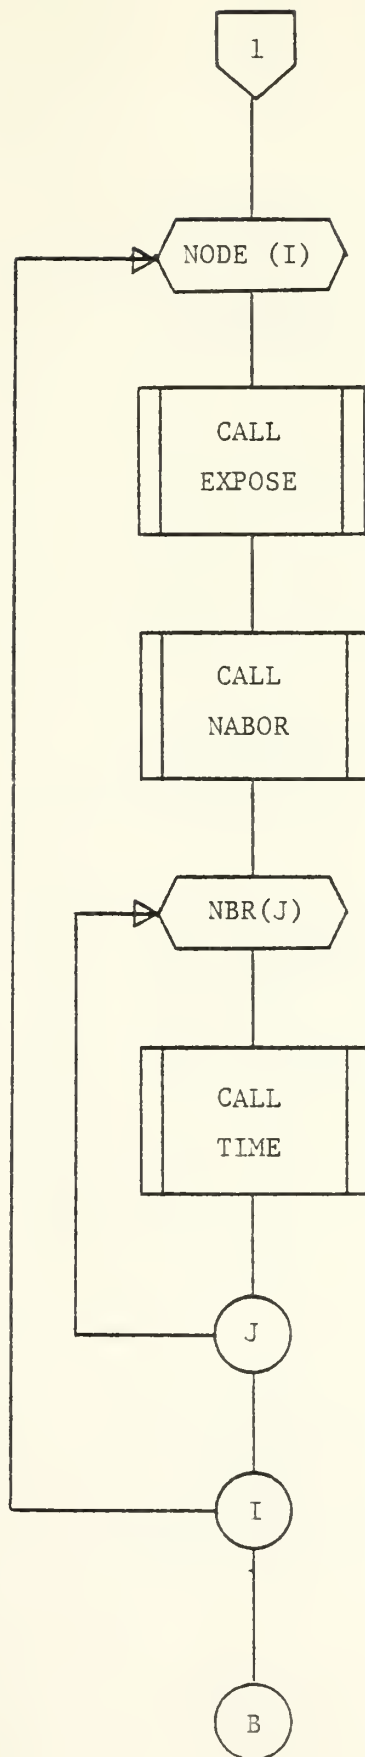 1
NODE (I)
CALL
EXPOSE
CALL
NABOR
NBR(J)
CALL
TIME
J
I
B